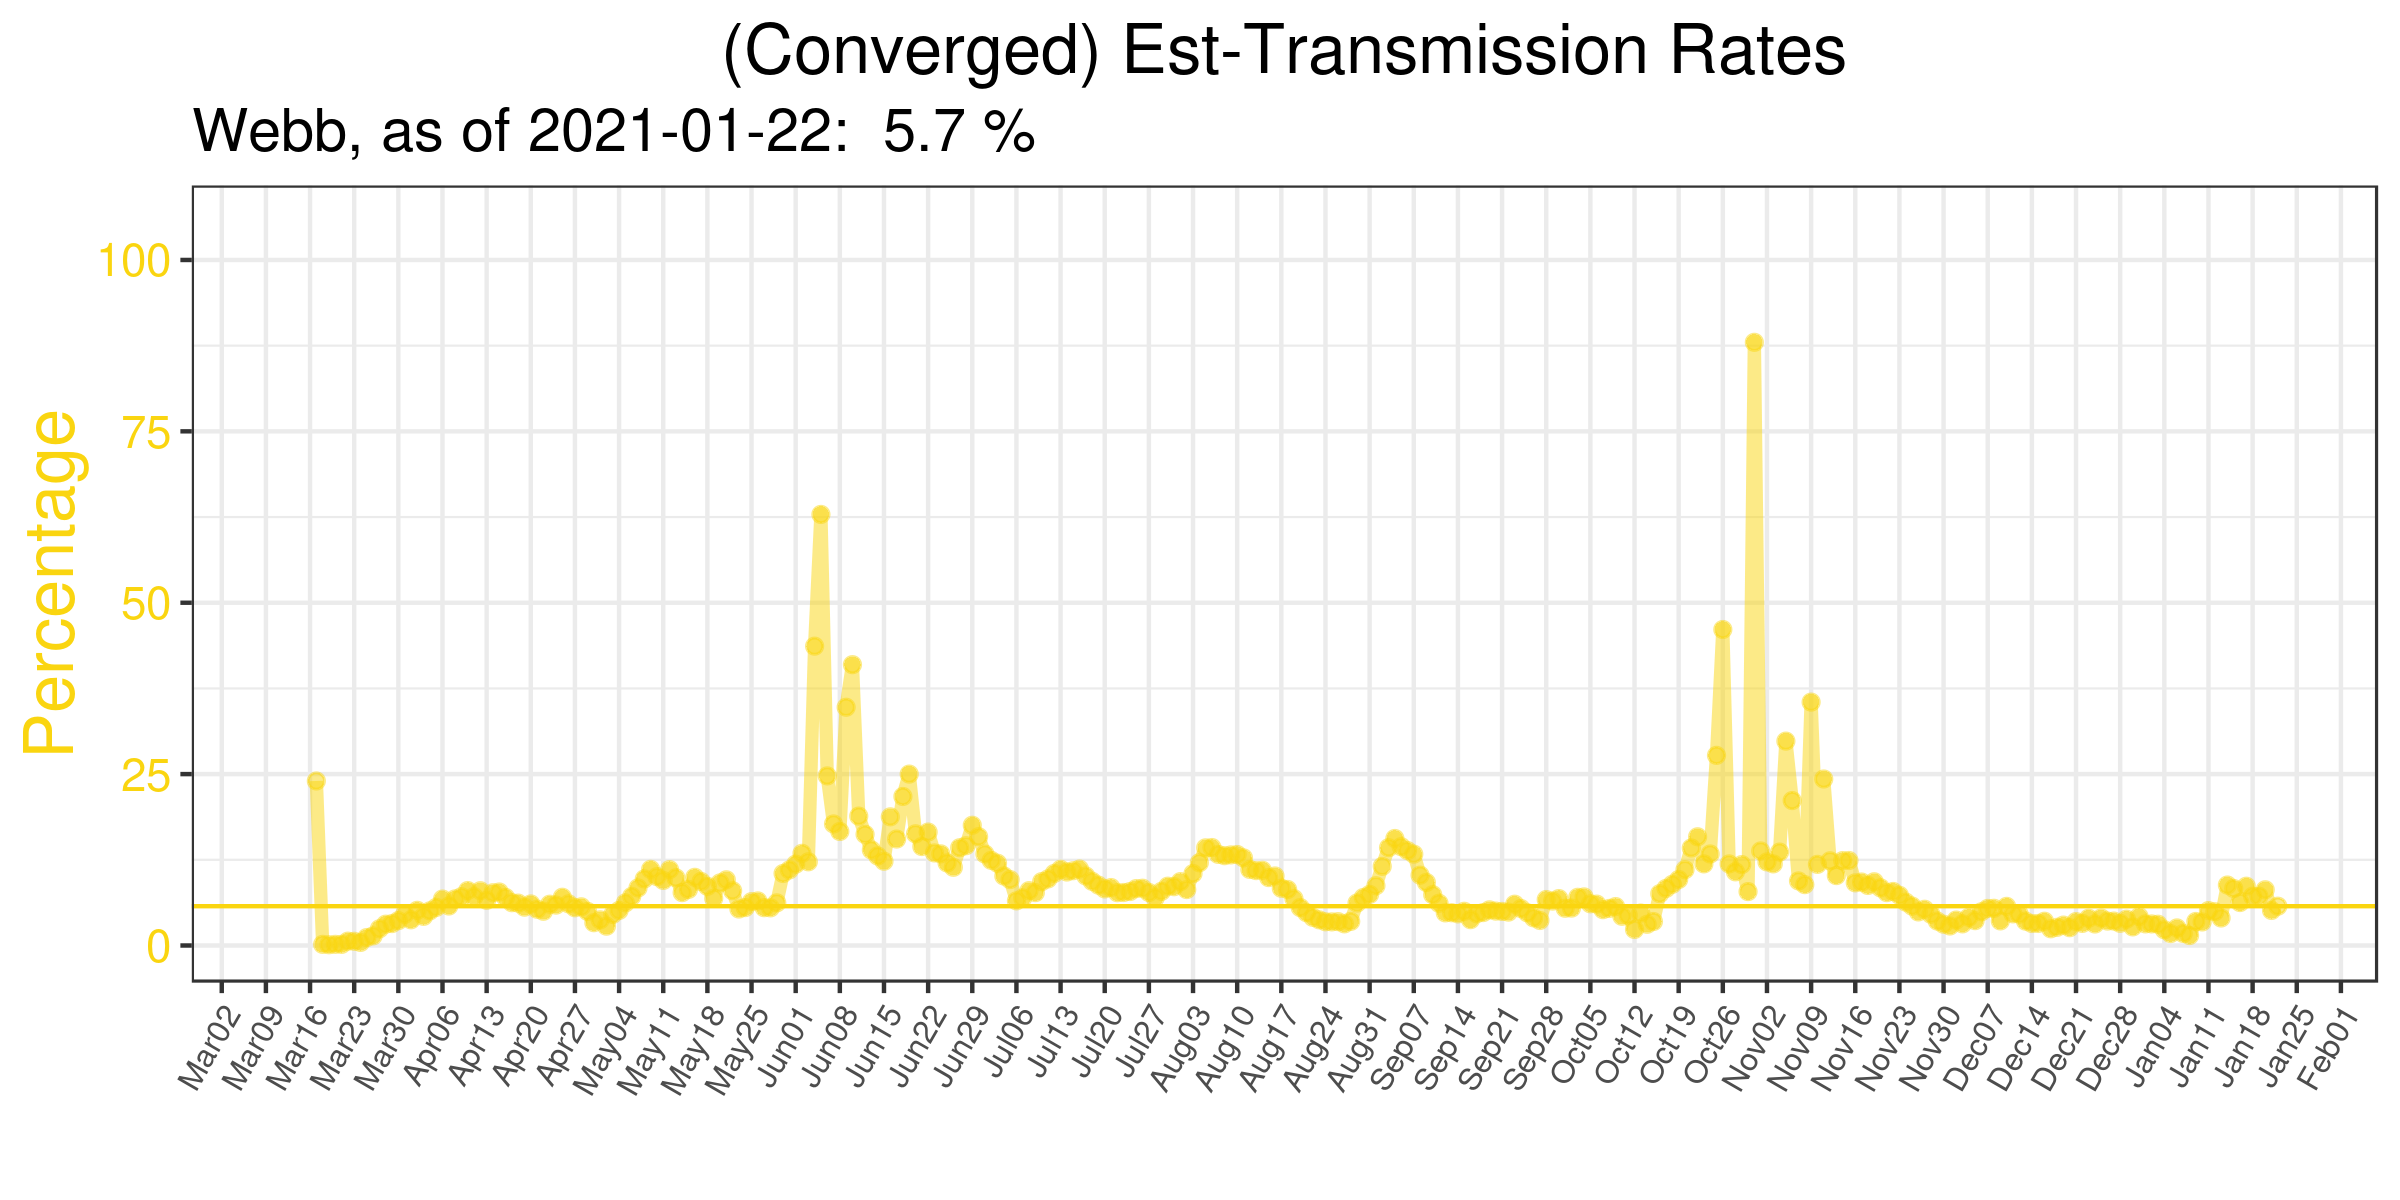 (Converged) Est-Transmission Rates
Webb, as of 2021-01-22:  5.7 %
Percentage
100
75
50
25
0
Mar02 Mar09 Mar16 Mar23 Mar30 Apr06 Apr13 Apr20 Apr27 May04 May11 May18 May25 Jun01 Jun08 Jun15 Jun22 Jun29 Jul06 Jul13 Jul20 Jul27 Aug03 Aug10 Aug17 Aug24 Aug31 Sep07 Sep14 Sep21 Sep28 Oct05 Oct12 Oct19 Oct26 Nov02 Nov09 Nov16 Nov23 Nov30 Dec07 Dec14 Dec21 Dec28 Jan04 Jan11 Jan18 Jan25 Feb01